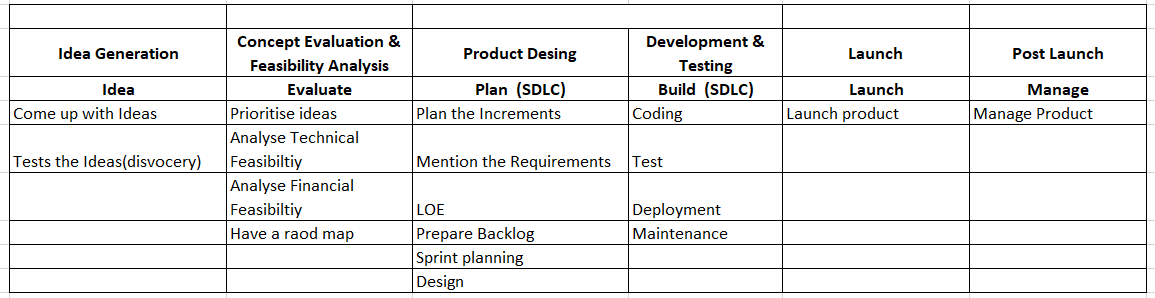 Idea Generation
Concept Evaluation &
Feasibility Analysis
Product Desing
Development &
Testing
Launch
Post Launch
Idea
Evaluate
Plan (SDLC)
Build (SDLC)
Launch
Manage
Come up with Ideas
Prioritise ideas
Plan the Increments
Coding
Launch product
Manage Product
Tests the Ideas(disvocery)
Analyse Technical
Feasibiltiy
Mention the Requirements
Test
Analyse Financial
Feasibiltiy
LOE
Deployment
Have a raod map
Prepare Backlog
Maintenance
Sprint planning
Design